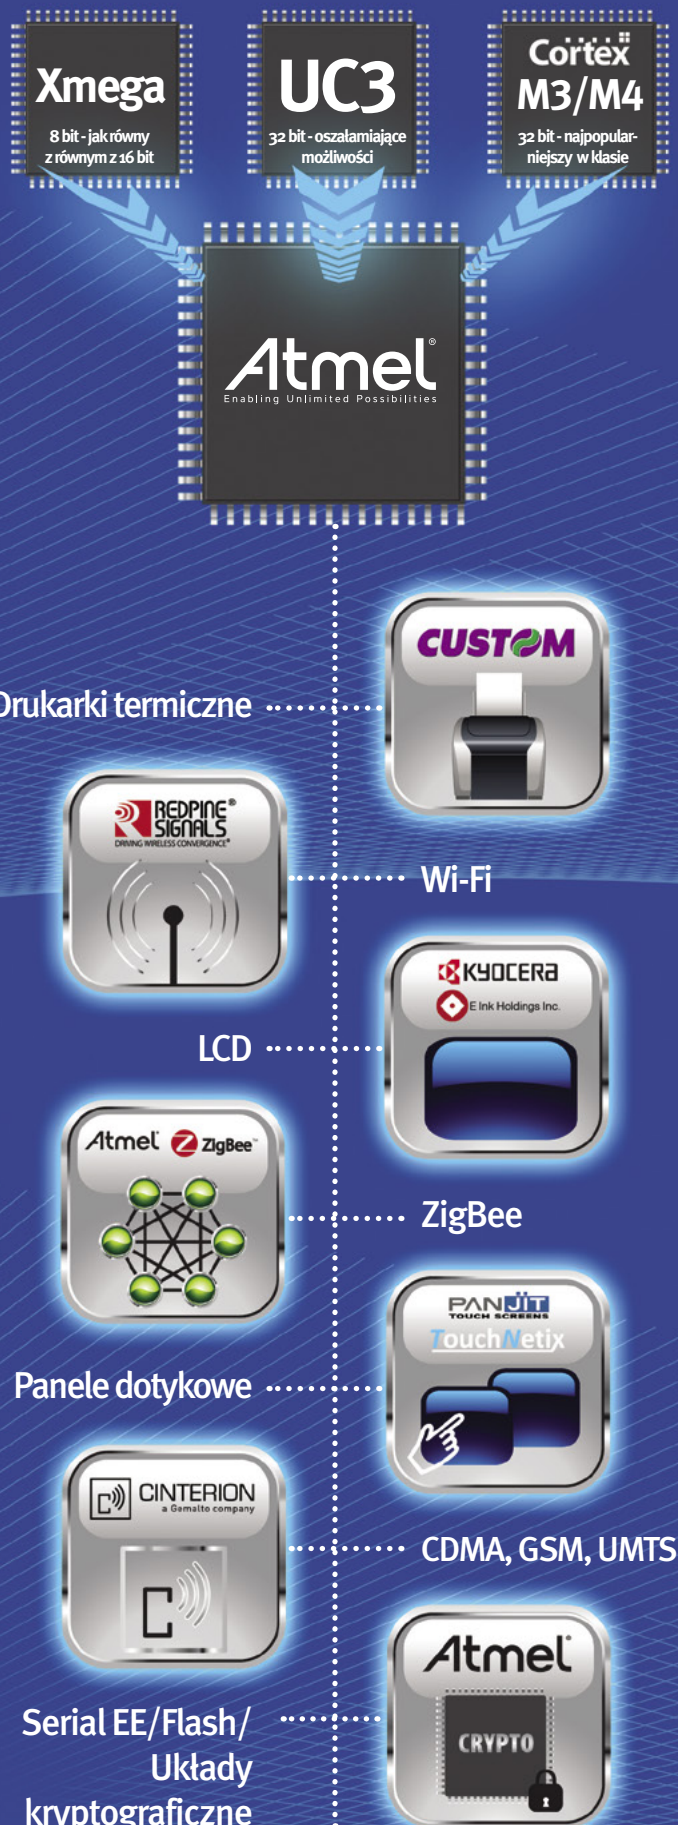 Xmega
8 bit - jak równy
z równym z 16 bit
UC3
32 bit - oszałamiające
możliwości
Cortex
M3/M4
32 bit - najpopular-
niejszy w klasie
Atmel®
Enabling Unlimited Possibilities
CUSTOM
Drukarki termiczne
REDPINE®
SIGNALS
DRIVING WIRELESS CONVERGENCE®
Wi-Fi
KYOCERA
E Ink Holdings Inc.
LCD
Atmel ZigBee™
ZigBee
PANJIT
TOUCH SCREENS
TouchNetix
Panele dotykowe
CINTERION
a Gemalto company
CDMA, GSM, UMTS
Atmel
CRYPTO
Serial EE/Flash/
Układy
kryptograficzne